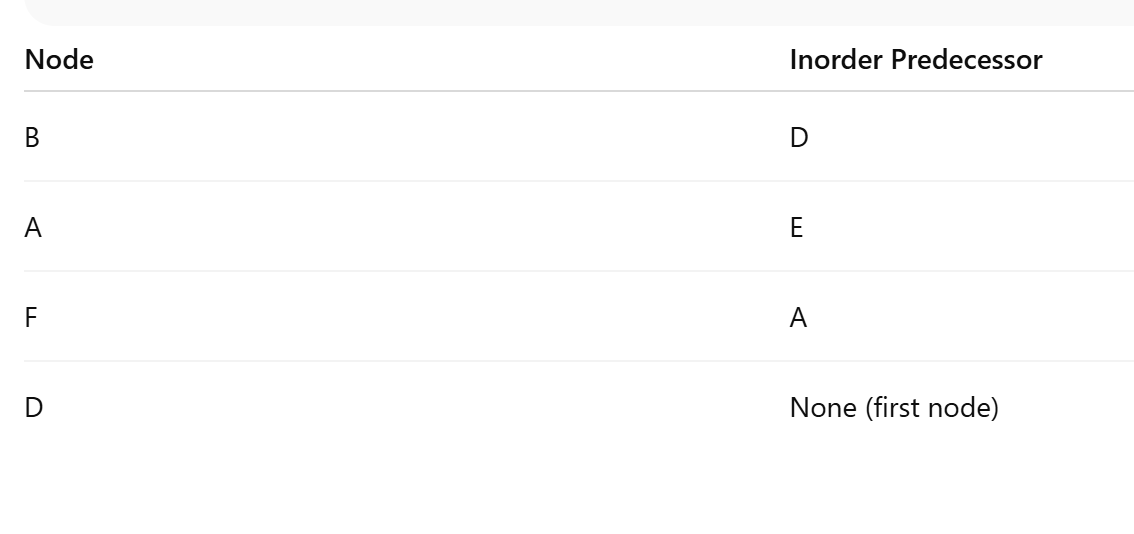 Node Inorder Predecessor
B D
A E
F A
D None (first node)